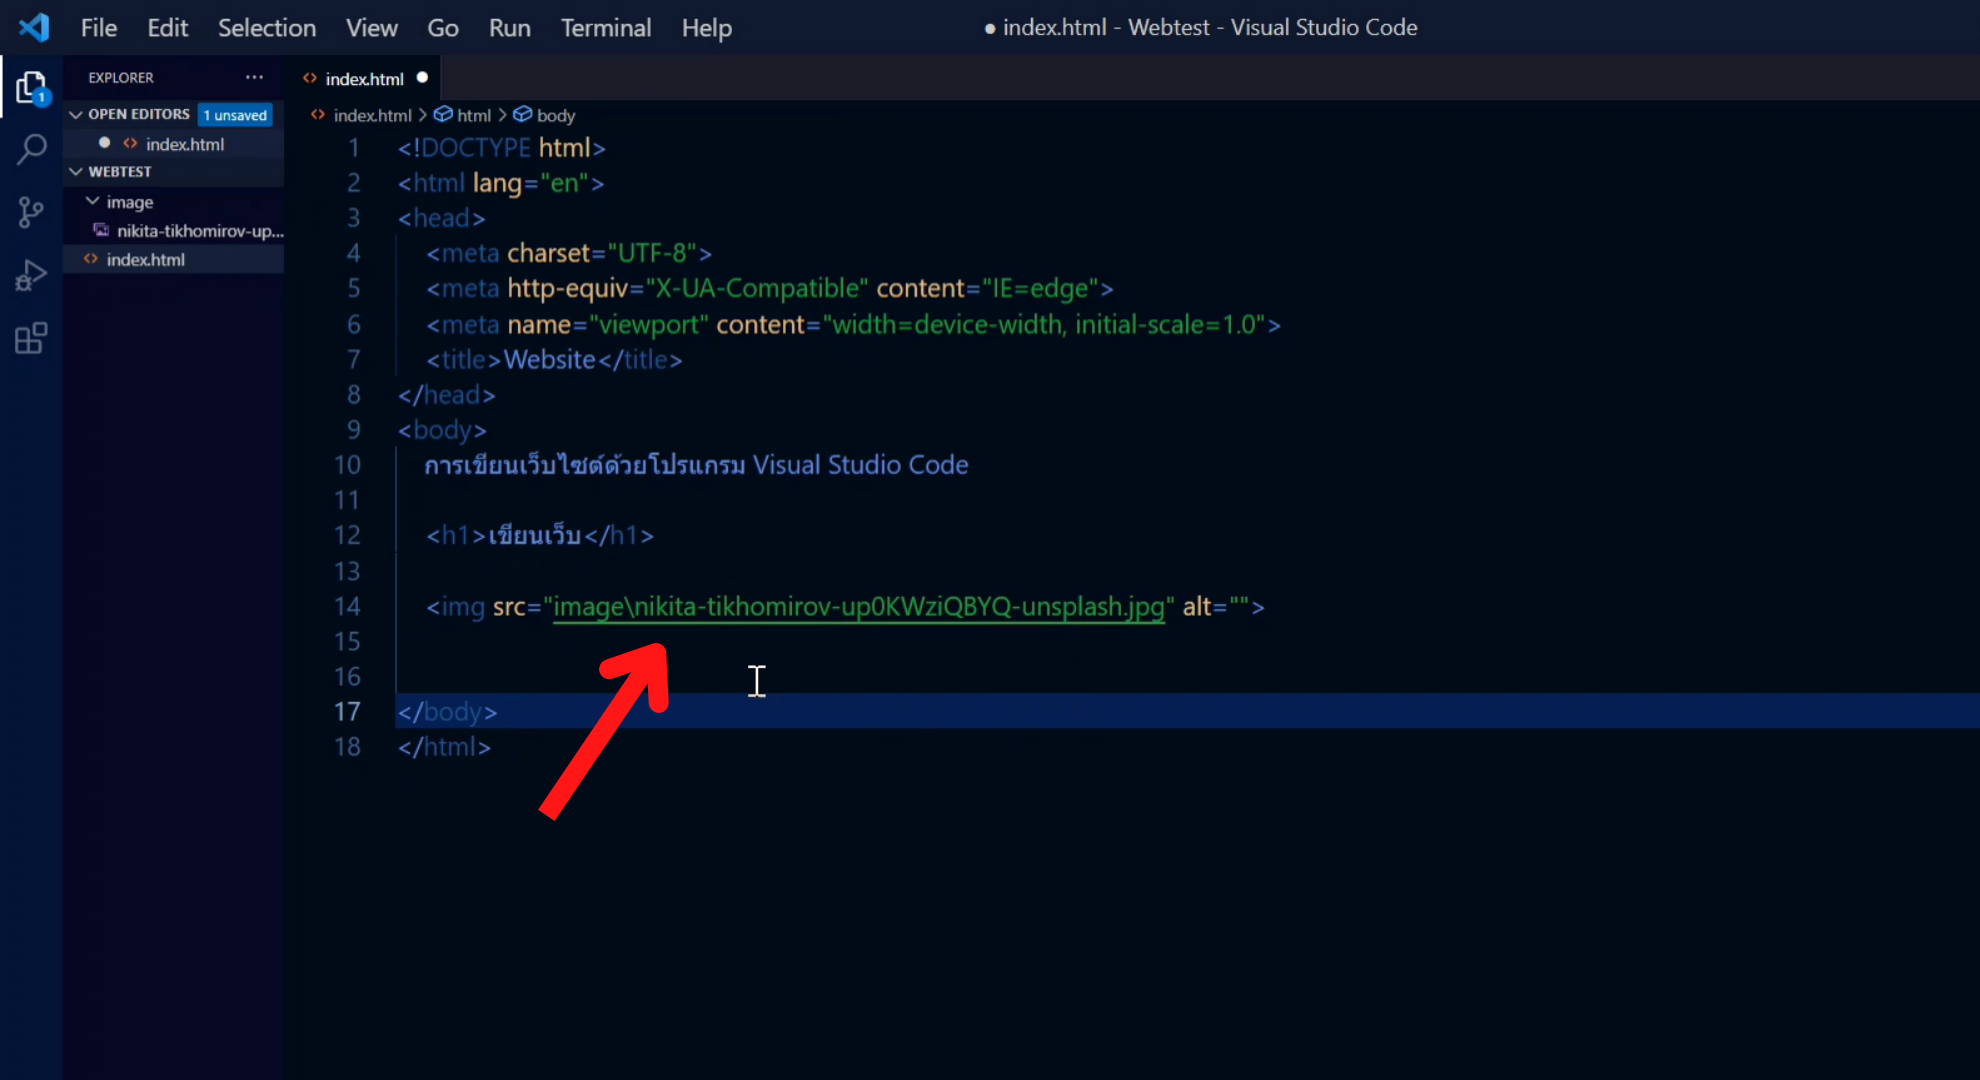 File Edit Selection View Go Run Terminal Help
● index.html - Webtest - Visual Studio Code
EXPLORER ...
1
OPEN EDITORS 1 unsaved
index.html
WEBTEST
image
nikita-tikhomirov-up...
index.html
index.html
index.html > html > body
1 <!DOCTYPE html>
2 <html lang="en">
3 <head>
4 <meta charset="UTF-8">
5 <meta http-equiv="X-UA-Compatible" content="IE=edge">
6 <meta name="viewport" content="width=device-width, initial-scale=1.0">
7 <title>Website</title>
8 </head>
9 <body>
10 การเขียนเว็บไซต์ด้วยโปรแกรม Visual Studio Code
11
12 <h1>เขียนเว็บ</h1>
13
14 <img src="image\nikita-tikhomirov-up0KWziQBYQ-unsplash.jpg" alt="">
15
16
17 </body>
18 </html>